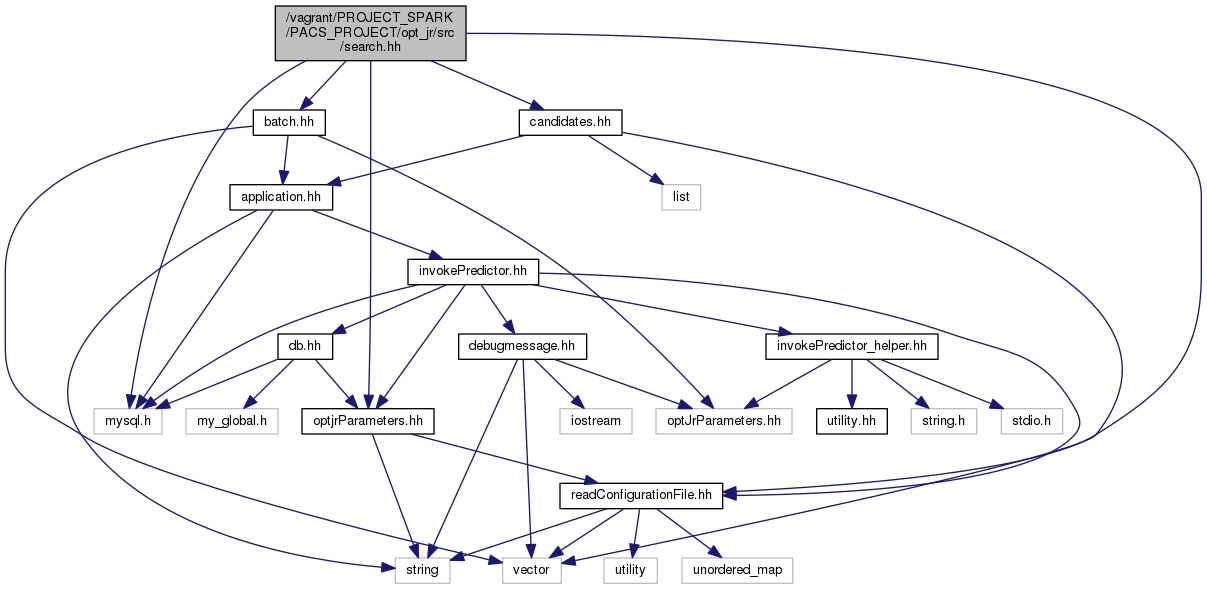 /vagrant/PROJECT_SPARK
/PACS_PROJECT/opt_jr/src
/search.hh
batch.hh
candidates.hh
application.hh
list
invokePredictor.hh
db.hh
debugmessage.hh
invokePredictor_helper.hh
mysql.h
my_global.h
optjrParameters.hh
iostream
optJrParameters.hh
utility.hh
string.h
stdio.h
readConfigurationFile.hh
string
vector
utility
unordered_map